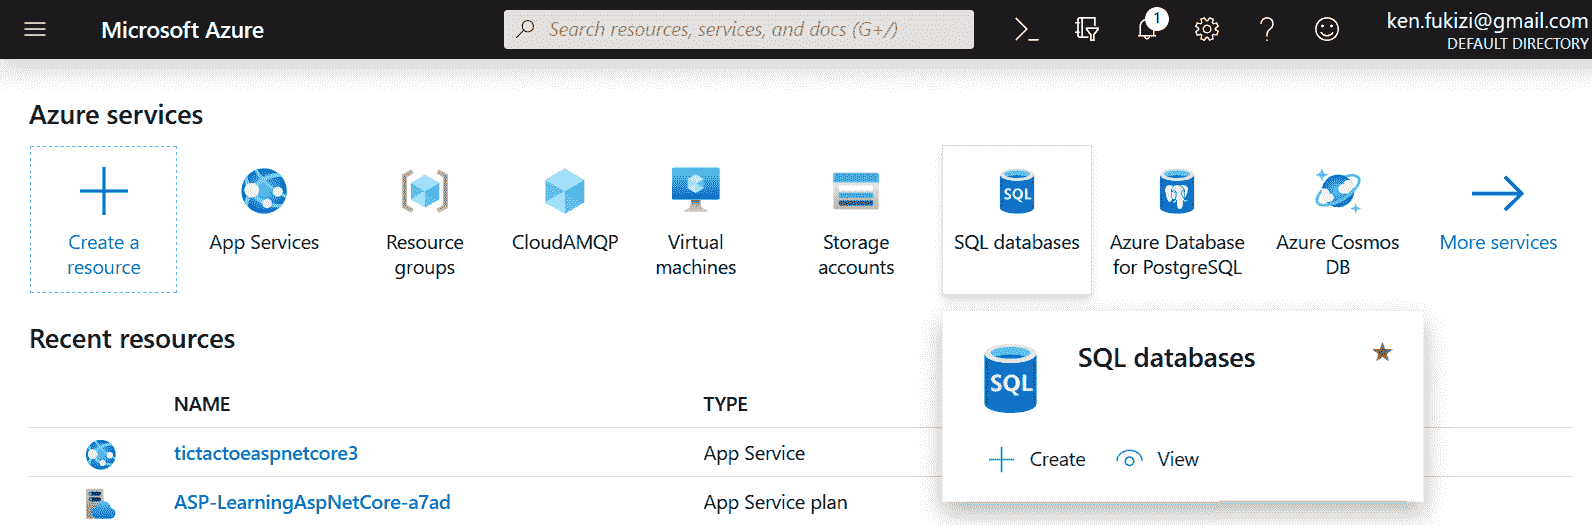 Microsoft Azure
Search resources, services, and docs (G+/)
1
ken.fukizi@gmail.com
DEFAULT DIRECTORY
Azure services
Create a
resource
App Services
Resource
groups
CloudAMQP
Virtual
machines
Storage
accounts
SQL
SQL databases
Azure Database
for PostgreSQL
Azure Cosmos
DB
More services
Recent resources
SQL
SQL databases
Create
View
NAME
TYPE
tictactoeaspnetcore3
App Service
ASP-LearningAspNetCore-a7ad
App Service plan